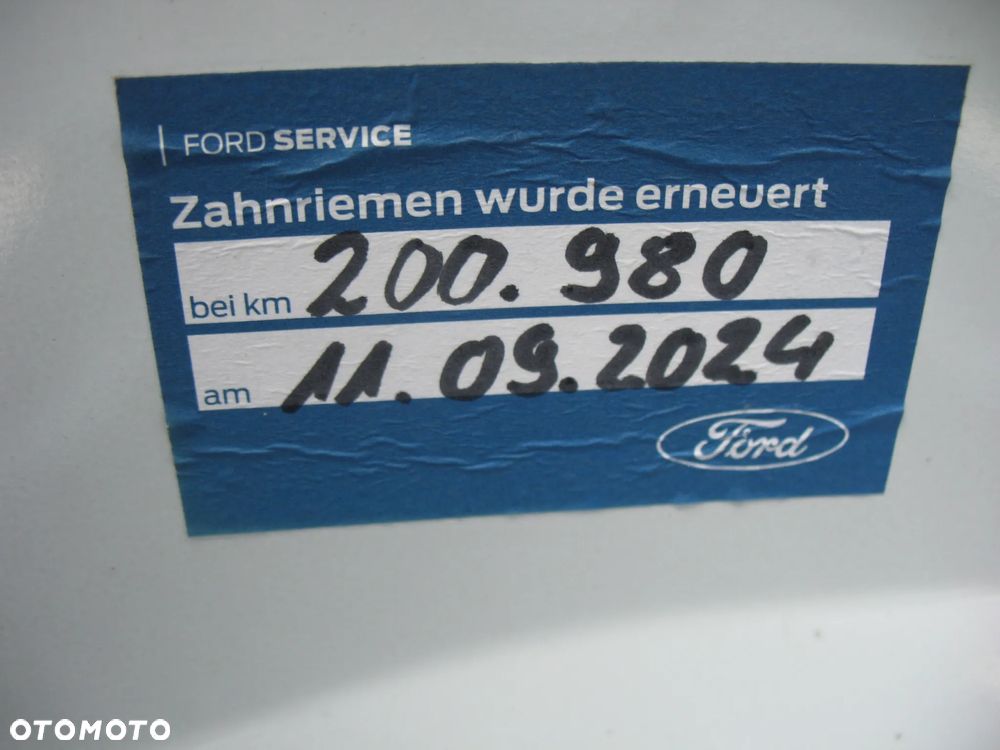 | FORD SERVICE
Zahnriemen wurde erneuert
bei km 200.980
am 11.09.2024
Ford
OTOMOTO